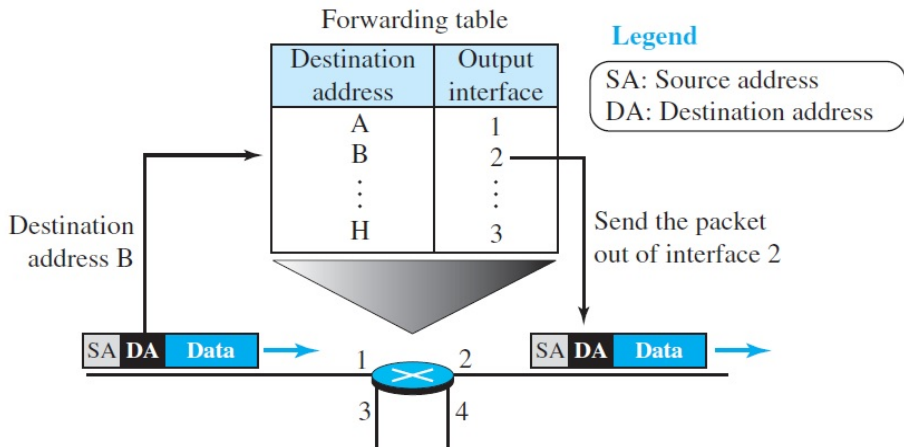 Forwarding table
Legend
Destination address
Output interface
SA: Source address
DA: Destination address
A 1
B 2
⋮ ⋮
H 3
Destination
address B
Send the packet
out of interface 2
SA DA Data
SA DA Data
1 2
3 4